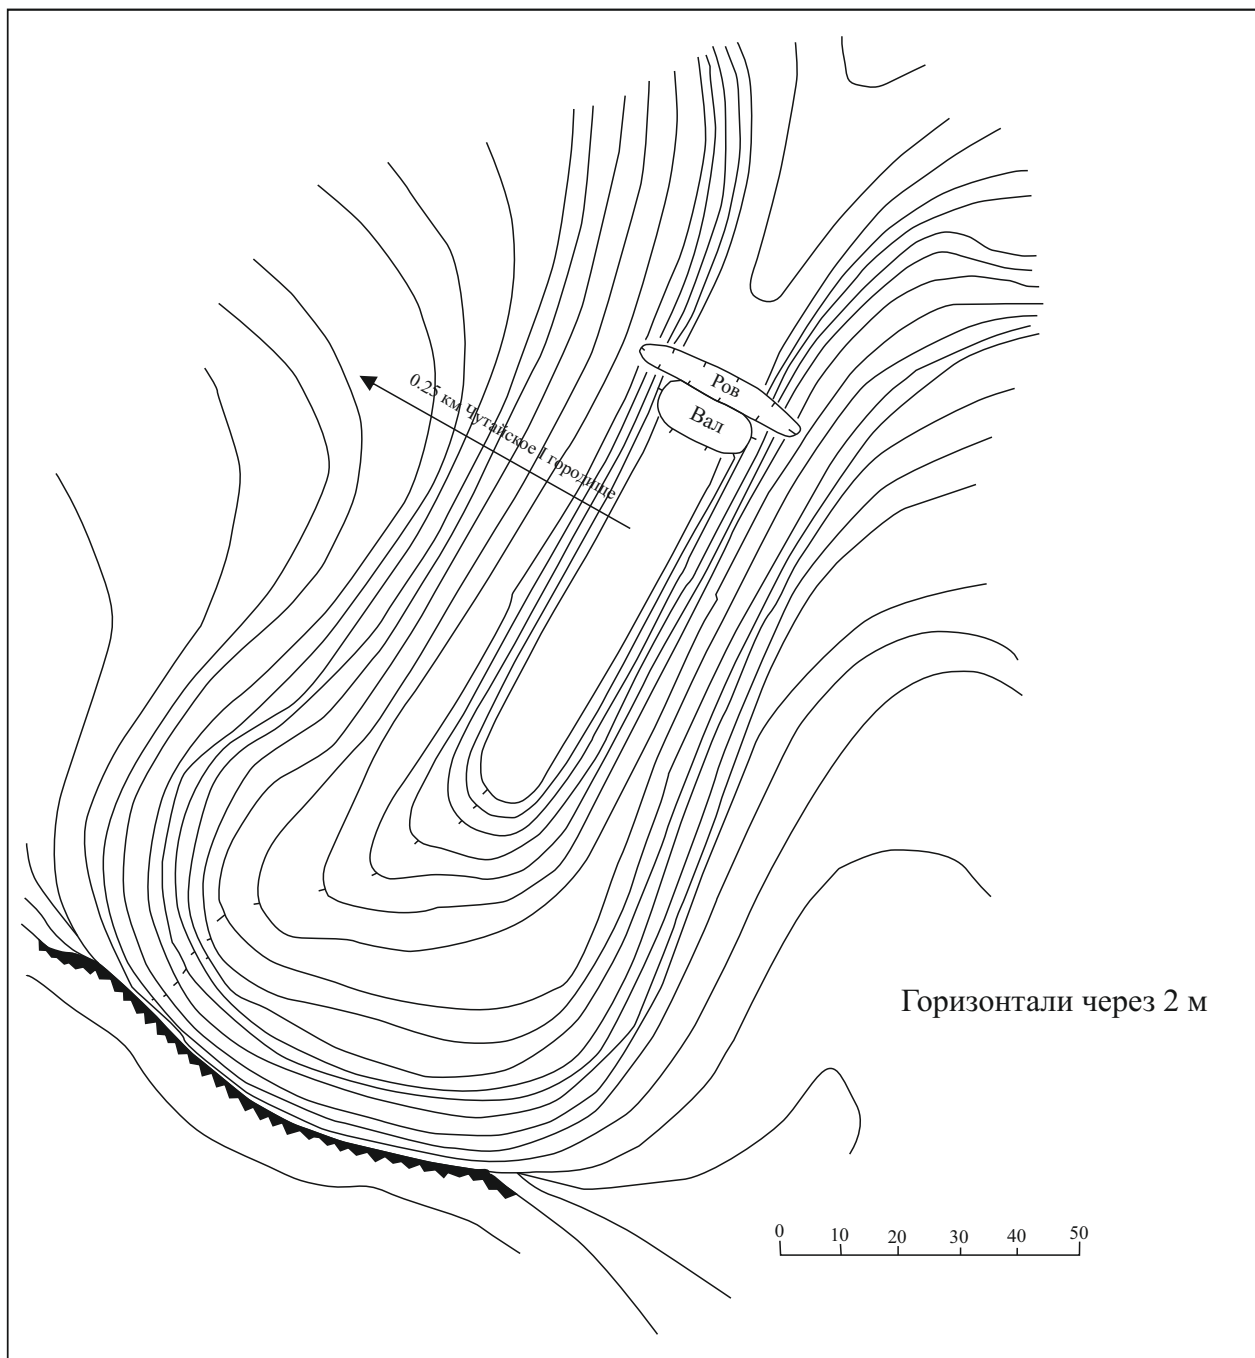 Ров
Вал
0.25 км Чутайское I городище
Горизонтали через 2 м
0 10 20 30 40 50